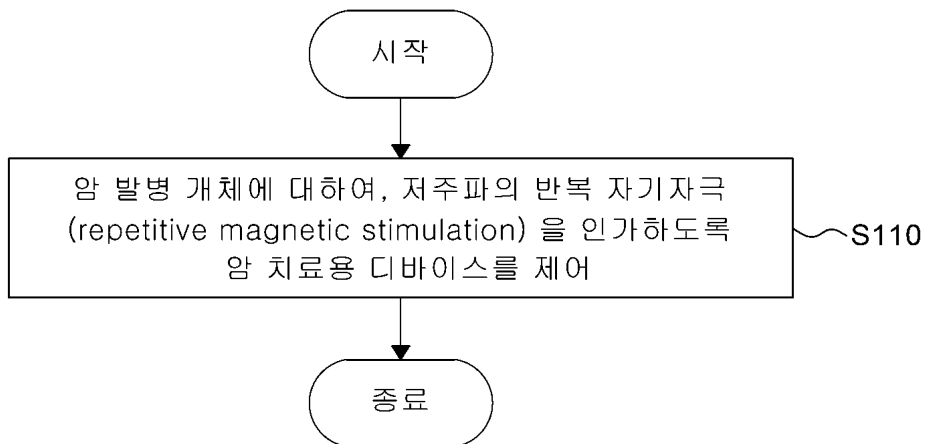 시작
암 발병 개체에 대하여, 저주파의 반복 자기자극
(repetitive magnetic stimulation) 을 인가하도록
암 치료용 디바이스를 제어
S110
종료